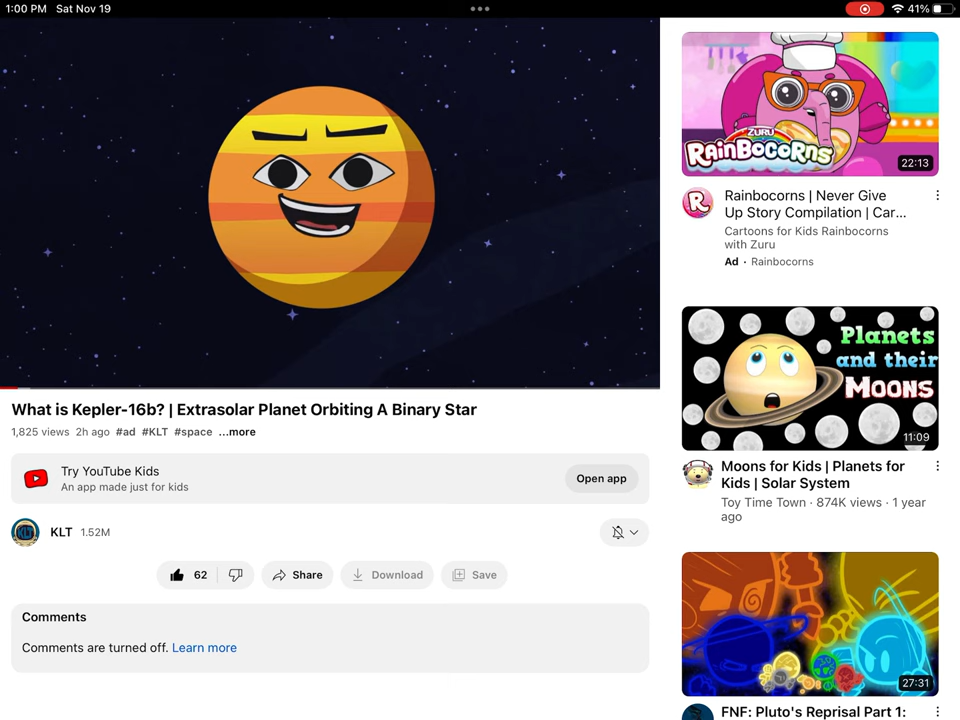 1:00 PM Sat Nov 19
41%
What is Kepler-16b? | Extrasolar Planet Orbiting A Binary Star
1,825 views 2h ago #ad #KLT #space ...more
Try YouTube Kids
An app made just for kids
Open app
KLT 1.52M
62
Share
Download
Save
Comments
Comments are turned off. Learn more
ZURU
RainBocoRns
22:13
R
Rainbocorns | Never Give
Up Story Compilation | Car...
Cartoons for Kids Rainbocorns
with Zuru
Ad · Rainbocorns
Planets
and their
Moons
11:09
Moons for Kids | Planets for
Kids | Solar System
Toy Time Town · 874K views · 1 year
ago
27:31
FNF: Pluto's Reprisal Part 1: